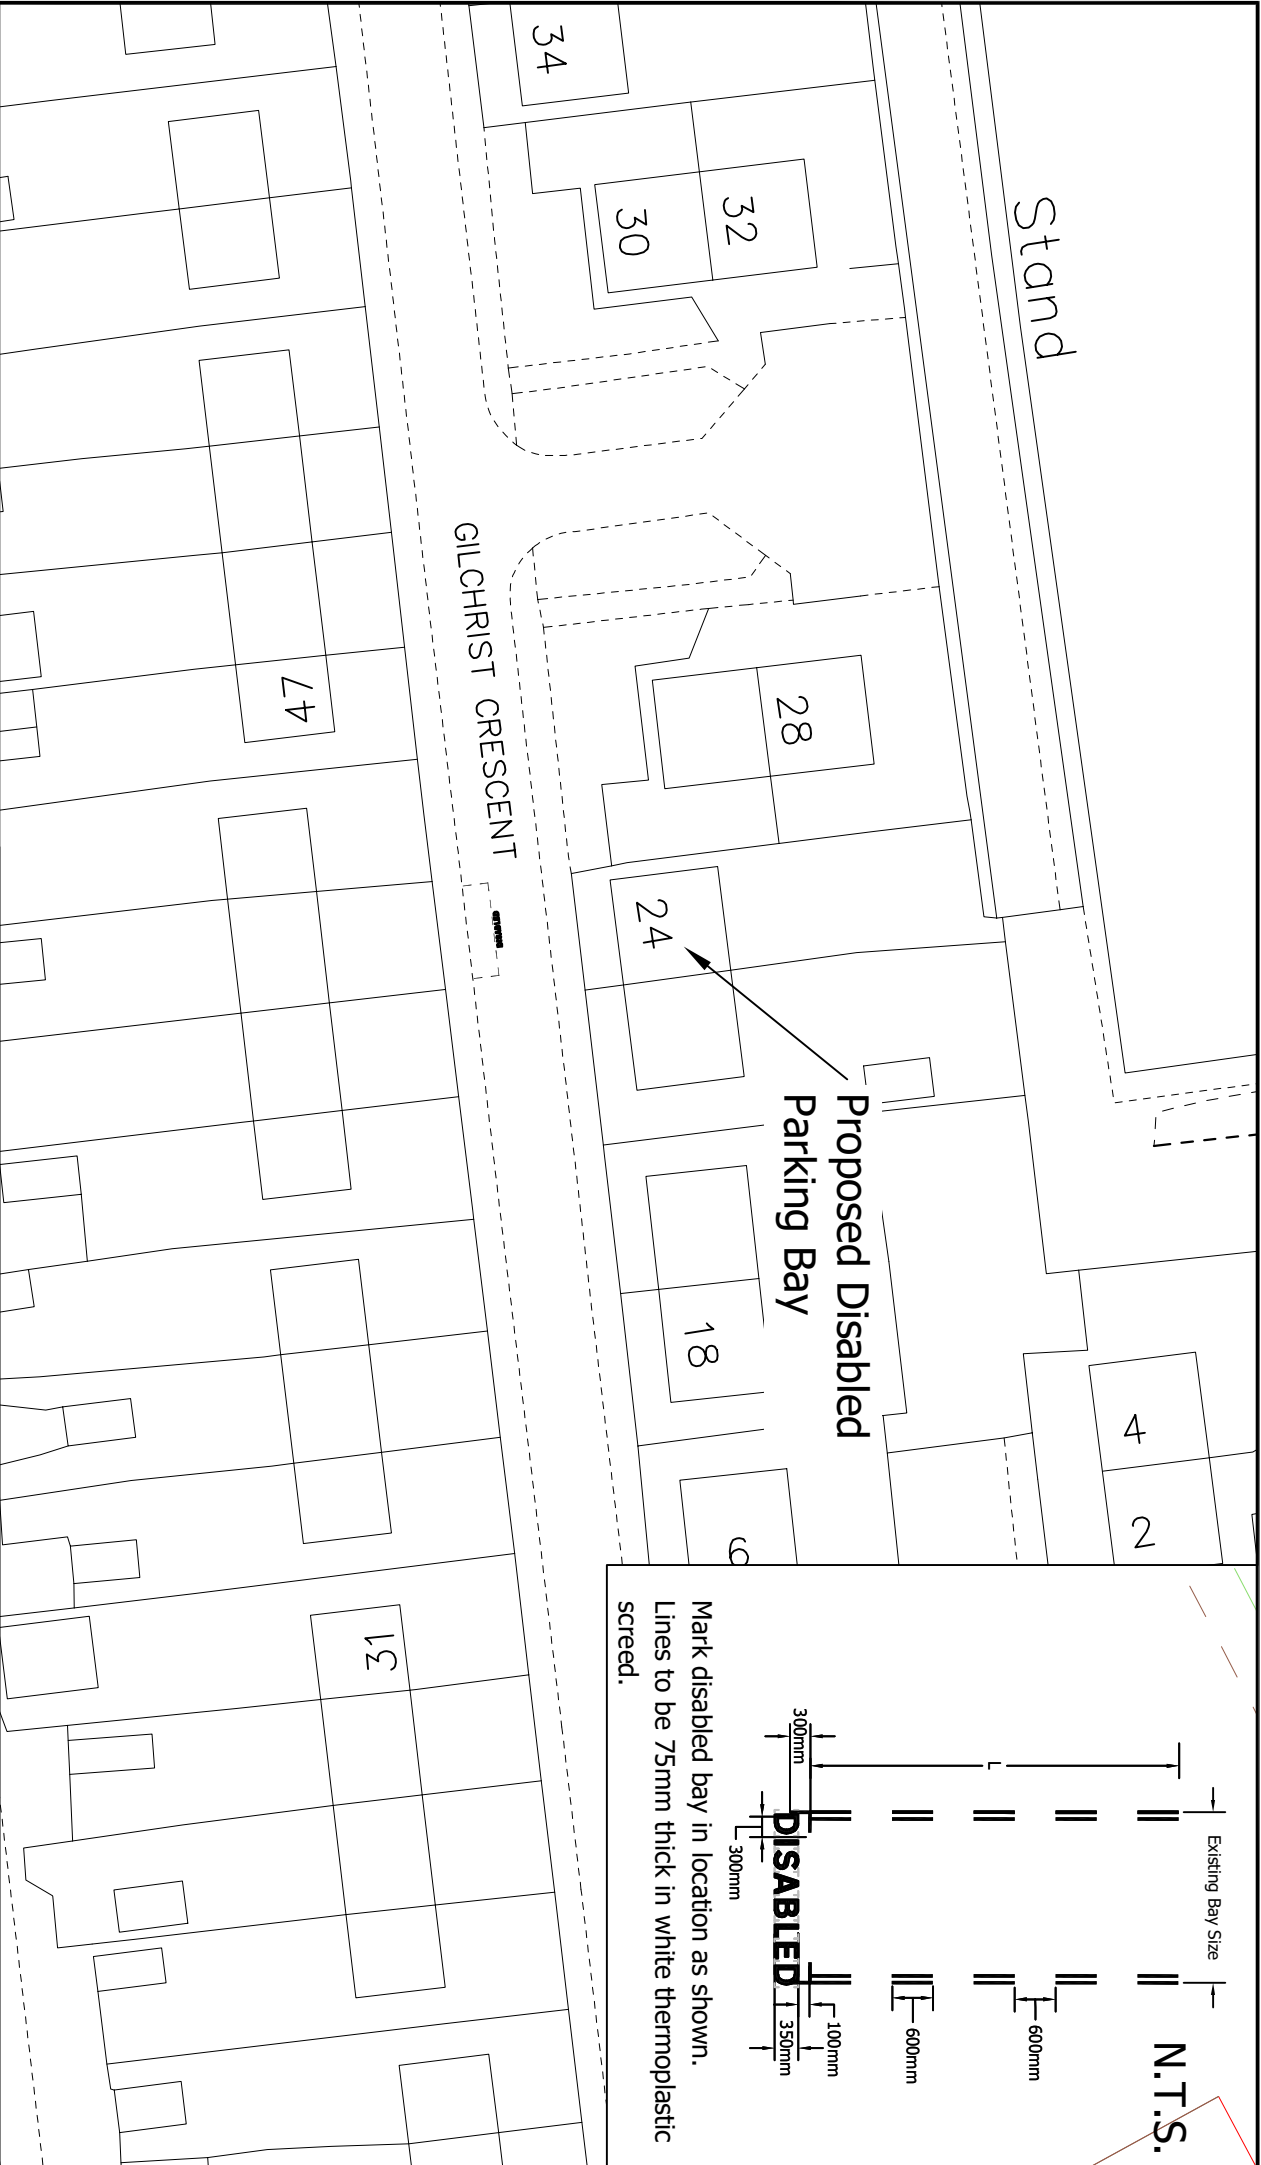 Stand
34
32
30
28
24
18
6
4
2
47
31
GILCHRIST CRESCENT
DISABLED
Proposed Disabled
Parking Bay
N.T.S.
Existing Bay Size
L
300mm
300mm
600mm
600mm
100mm
350mm
DISABLED
Mark disabled bay in location as shown.
Lines to be 75mm thick in white thermoplastic
screed.